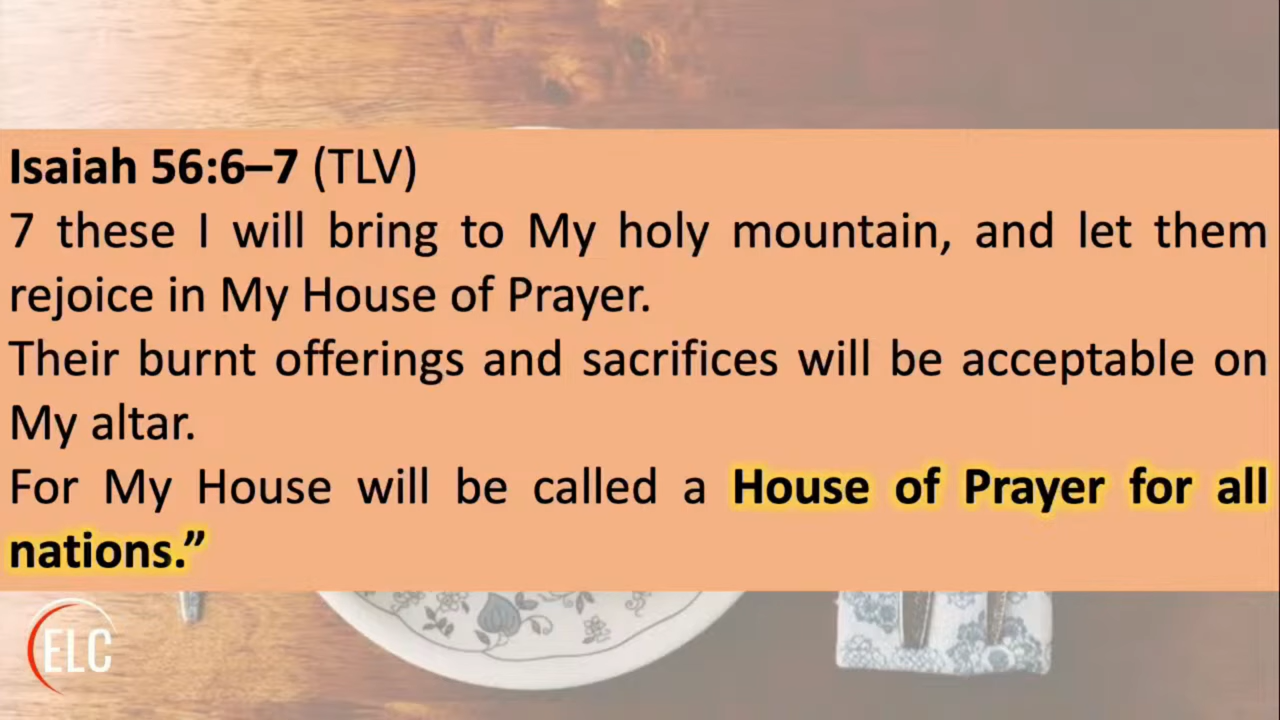 Isaiah 56:6–7 (TLV)
7 these I will bring to My holy mountain, and let them
rejoice in My House of Prayer.
Their burnt offerings and sacrifices will be acceptable on
My altar.
For My House will be called a House of Prayer for all
nations.”
ELC